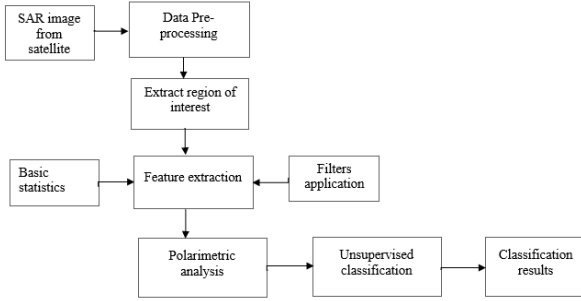 SAR image
from
satellite
Data Pre-
processing
Extract region of
interest
Basic
statistics
Feature extraction
Filters
application
Polarimetric
analysis
Unsupervised
classification
Classification
results